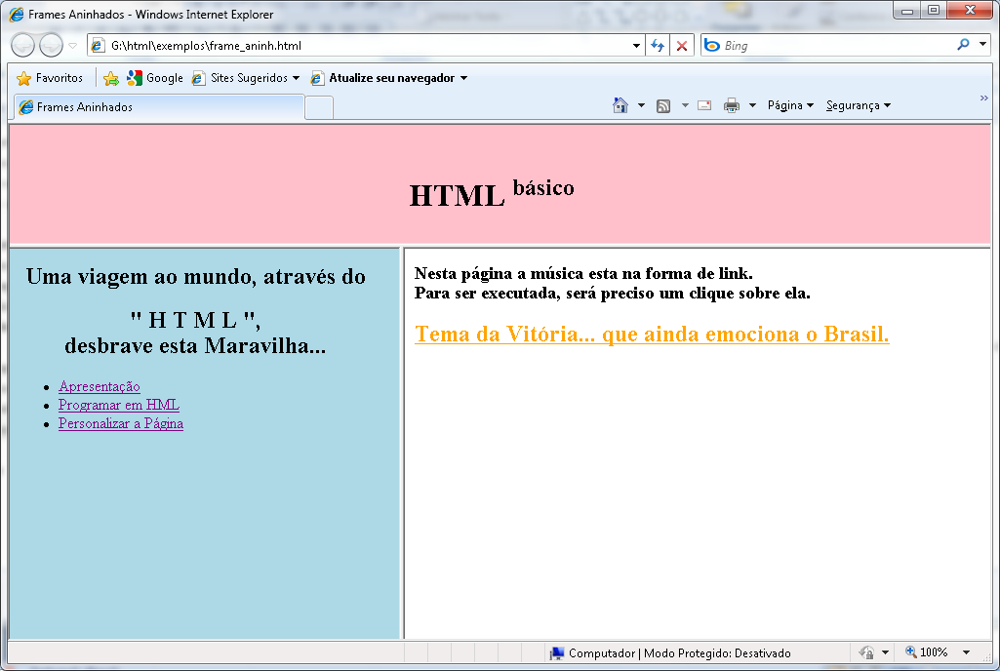 Frames Aninhados - Windows Internet Explorer
G:\html\exemplos\frame_aninh.html
Bing
Favoritos
Google
Sites Sugeridos
Atualize seu navegador
Frames Aninhados
Página
Segurança
»
HTML básico
Uma viagem ao mundo, através do
" H T M L ",
desbrave esta Maravilha...
• Apresentação
• Programar em HML
• Personalizar a Página
Nesta página a música esta na forma de link.
Para ser executada, será preciso um clique sobre ela.
Tema da Vitória... que ainda emociona o Brasil.
Computador | Modo Protegido: Desativado
100%